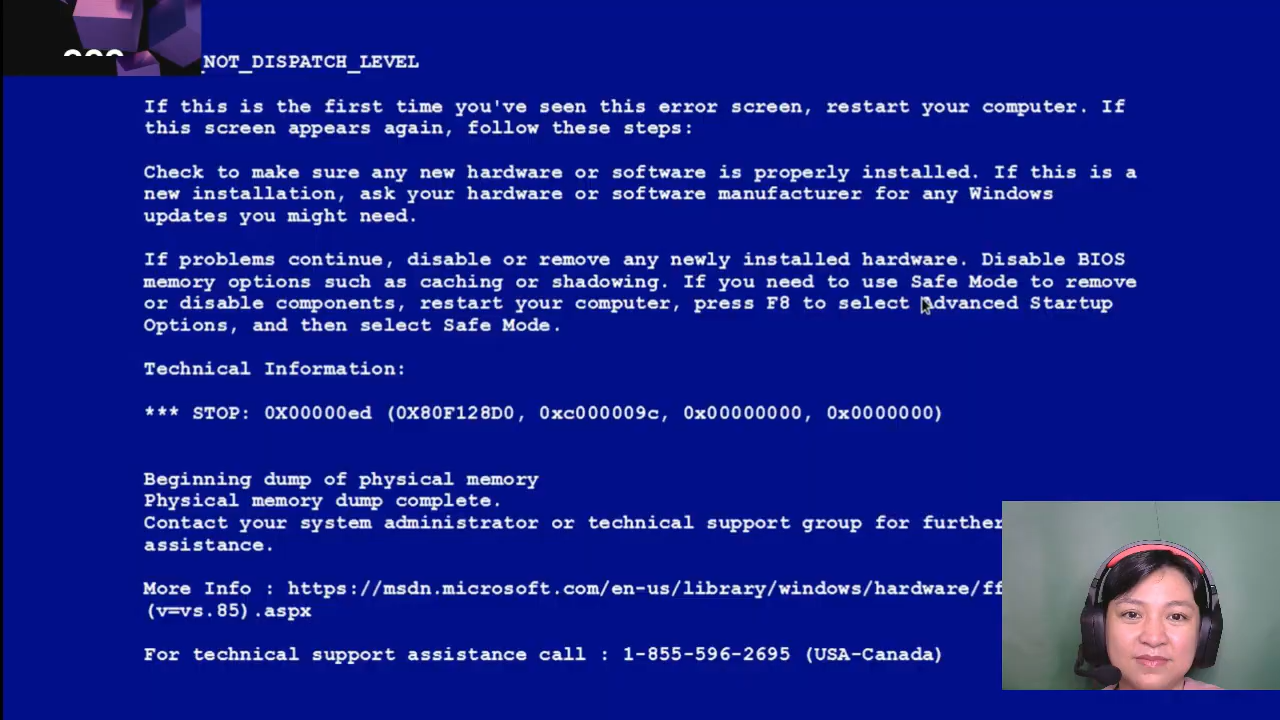 _NOT_DISPATCH_LEVEL
If this is the first time you've seen this error screen, restart your computer. If
this screen appears again, follow these steps:
Check to make sure any new hardware or software is properly installed. If this is a
new installation, ask your hardware or software manufacturer for any Windows
updates you might need.
If problems continue, disable or remove any newly installed hardware. Disable BIOS
memory options such as caching or shadowing. If you need to use Safe Mode to remove
or disable components, restart your computer, press F8 to select Advanced Startup
Options, and then select Safe Mode.
Technical Information:
*** STOP: 0X00000ed (0X80F128D0, 0xc000009c, 0x00000000, 0x0000000)
Beginning dump of physical memory
Physical memory dump complete.
Contact your system administrator or technical support group for further
assistance.
More Info : https://msdn.microsoft.com/en-us/library/windows/hardware/ff
(v=vs.85).aspx
For technical support assistance call : 1-855-596-2695 (USA-Canada)